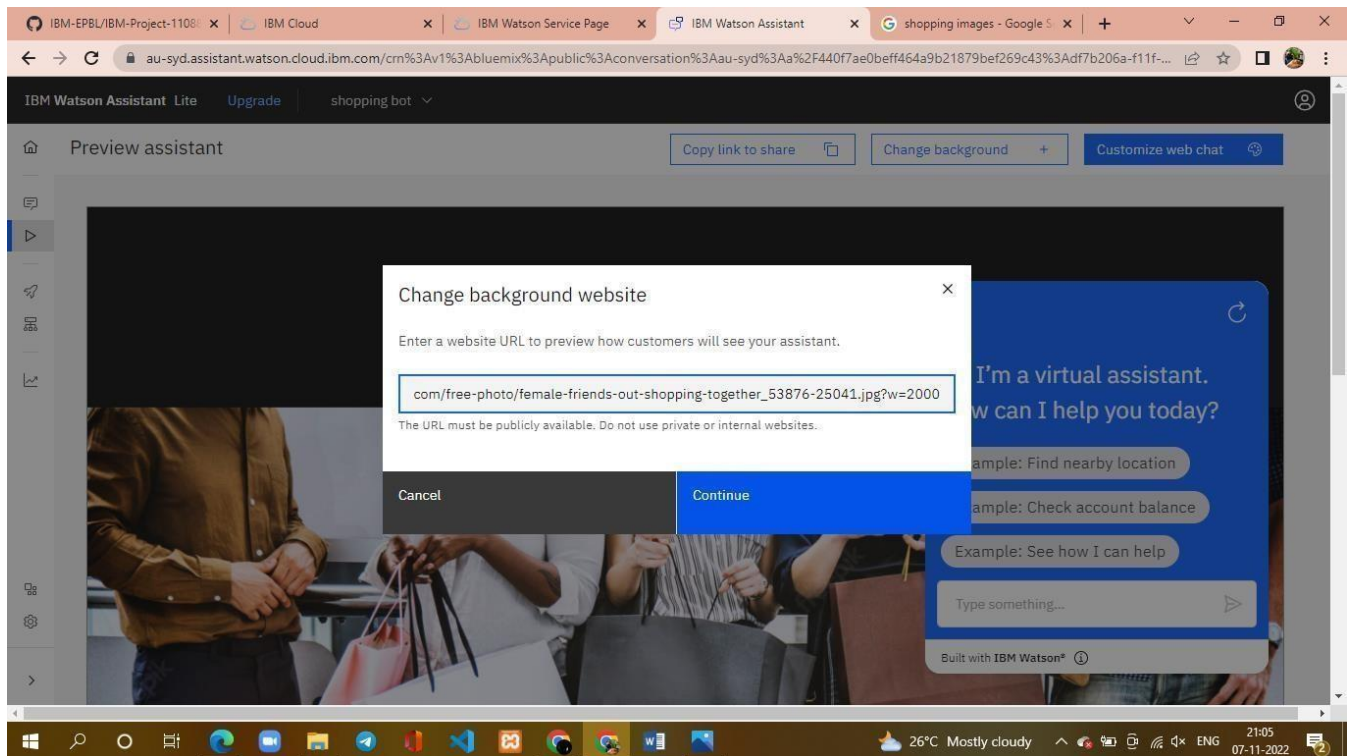 IBM-EPBL/IBM-Project-1108
IBM Cloud
IBM Watson Service Page
IBM Watson Assistant
shopping images - Google S
au-syd.assistant.watson.cloud.ibm.com/crn%3Av1%3Abluemix%3Apublic%3Aconversation%3Aau-syd%3Aa%2F440f7ae0beff464a9b21879bef269c43%3Adf7b206a-f11f-...
IBM Watson Assistant Lite Upgrade shopping bot
Preview assistant
Copy link to share
Change background +
Customize web chat
Change background website
Enter a website URL to preview how customers will see your assistant.
com/free-photo/female-friends-out-shopping-together_53876-25041.jpg?w=2000
The URL must be publicly available. Do not use private or internal websites.
Cancel
Continue
I'm a virtual assistant.
w can I help you today?
ample: Find nearby location
ample: Check account balance
Example: See how I can help
Type something...
Built with IBM Watson®
26°C Mostly cloudy
ENG
21:05
07-11-2022
2